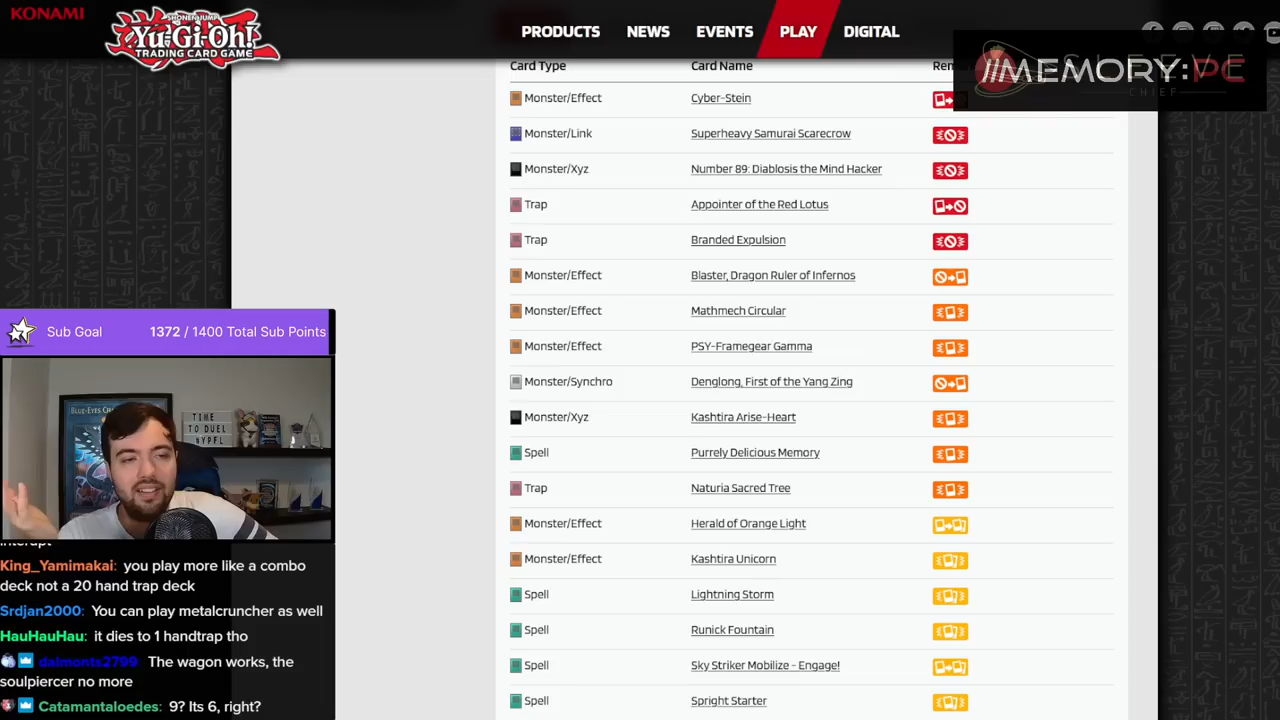 KONAMI
SHONEN JUMP
Yu-Gi-Oh!
TRADING CARD GAME
PRODUCTS NEWS EVENTS PLAY DIGITAL
//MEMORY:PC
CHIEF
Card Type Card Name
Monster/Effect Cyber-Stein
Monster/Link Superheavy Samurai Scarecrow
Monster/Xyz Number 89: Diablosis the Mind Hacker
Trap Appointer of the Red Lotus
Trap Branded Expulsion
Monster/Effect Blaster, Dragon Ruler of Infernos
Monster/Effect Mathmech Circular
Monster/Effect PSY-Framegear Gamma
Monster/Synchro Denglong, First of the Yang Zing
Monster/Xyz Kashtira Arise-Heart
Spell Purrely Delicious Memory
Trap Naturia Sacred Tree
Monster/Effect Herald of Orange Light
Monster/Effect Kashtira Unicorn
Spell Lightning Storm
Spell Runick Fountain
Spell Sky Striker Mobilize - Engage!
Spell Spright Starter
Sub Goal 1372 / 1400 Total Sub Points
TIME
TO DUEL
King_Yamimakai: you play more like a combo
deck not a 20 hand trap deck
Srdjan2000: You can play metalcruncher as well
HauHauHau: it dies to 1 handtrap tho
dalmonts2799: The wagon works, the
soulpiercer no more
Catamantaloedes: 9? Its 6, right?